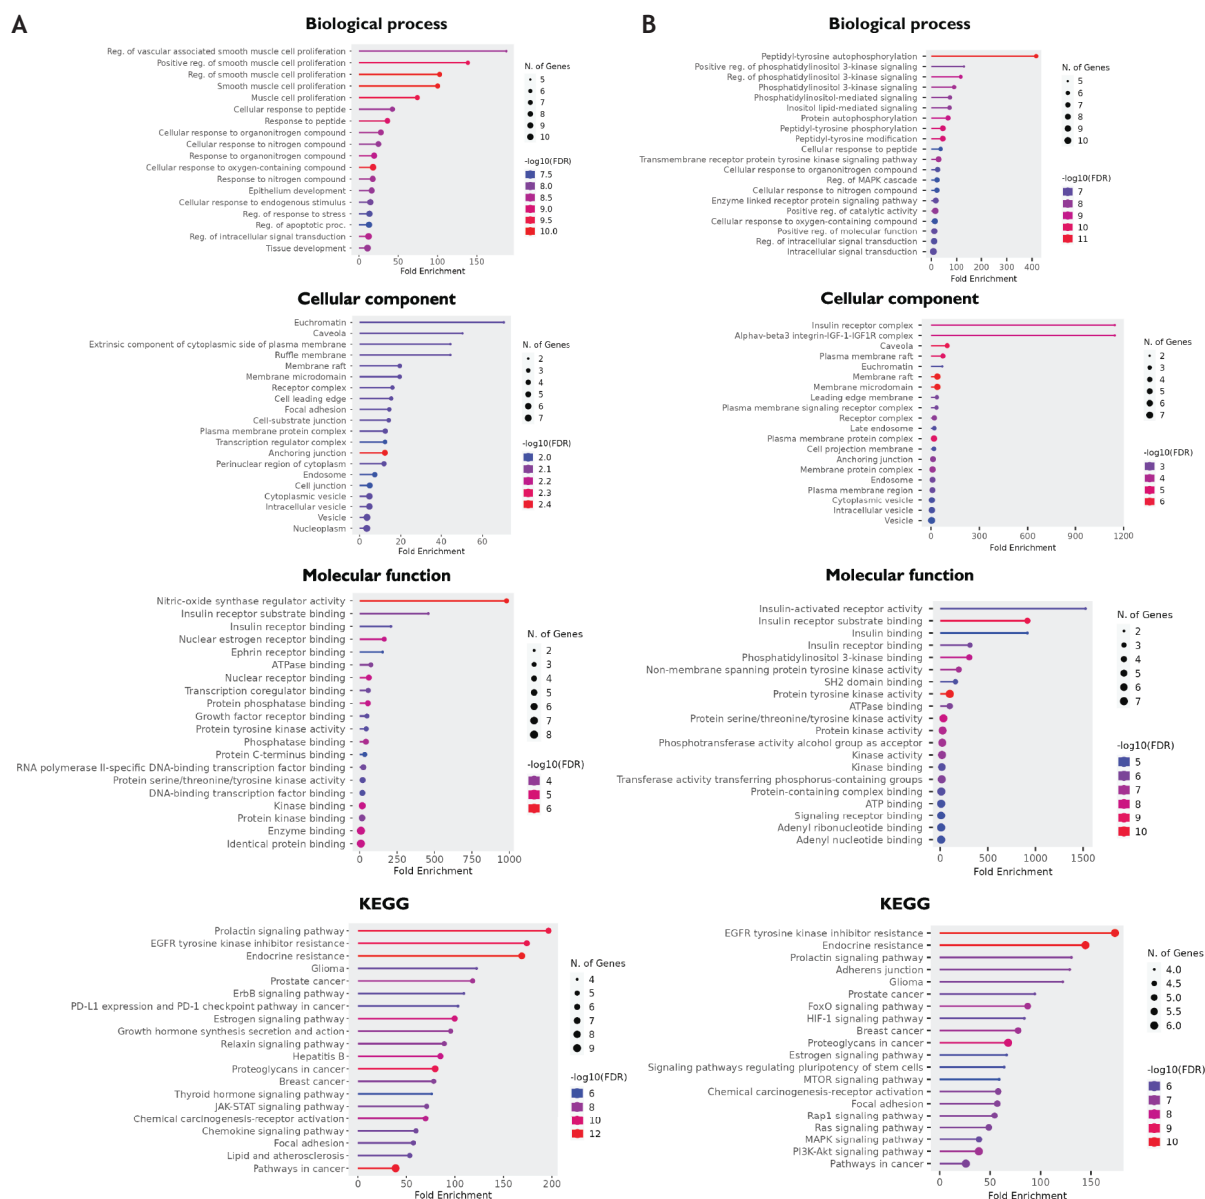 A
Biological process
Reg. of vascular associated smooth muscle cell proliferation
Positive reg. of smooth muscle cell proliferation
Reg. of smooth muscle cell proliferation
Smooth muscle cell proliferation
Muscle cell proliferation
Cellular response to peptide
Response to peptide
Cellular response to organonitrogen compound
Cellular response to nitrogen compound
Response to organonitrogen compound
Cellular response to oxygen-containing compound
Response to nitrogen compound
Epithelium development
Cellular response to endogenous stimulus
Reg. of response to stress
Reg. of apoptotic proc.
Reg. of intracellular signal transduction
Tissue development
0 50 100 150
Fold Enrichment
N. of Genes
5
6
7
8
9
10
-log10(FDR)
7.5
8.0
8.5
9.0
9.5
10.0
Cellular component
Euchromatin
Caveola
Extrinsic component of cytoplasmic side of plasma membrane
Ruffle membrane
Membrane raft
Membrane microdomain
Receptor complex
Cell leading edge
Focal adhesion
Cell-substrate junction
Plasma membrane protein complex
Transcription regulator complex
Anchoring junction
Perinuclear region of cytoplasm
Endosome
Cell junction
Cytoplasmic vesicle
Intracellular vesicle
Vesicle
Nucleoplasm
0 20 40 60
Fold Enrichment
N. of Genes
2
3
4
5
6
7
-log10(FDR)
2.0
2.1
2.2
2.3
2.4
Molecular function
Nitric-oxide synthase regulator activity
Insulin receptor substrate binding
Insulin receptor binding
Nuclear estrogen receptor binding
Ephrin receptor binding
ATPase binding
Nuclear receptor binding
Transcription coregulator binding
Protein phosphatase binding
Growth factor receptor binding
Protein tyrosine kinase activity
Phosphatase binding
Protein C-terminus binding
RNA polymerase II-specific DNA-binding transcription factor binding
Protein serine/threonine/tyrosine kinase activity
DNA-binding transcription factor binding
Kinase binding
Protein kinase binding
Enzyme binding
Identical protein binding
0 250 500 750 1000
Fold Enrichment
N. of Genes
2
3
4
5
6
7
8
-log10(FDR)
4
5
6
KEGG
Prolactin signaling pathway
EGFR tyrosine kinase inhibitor resistance
Endocrine resistance
Glioma
Prostate cancer
ErbB signaling pathway
PD-L1 expression and PD-1 checkpoint pathway in cancer
Estrogen signaling pathway
Growth hormone synthesis secretion and action
Relaxin signaling pathway
Hepatitis B
Proteoglycans in cancer
Breast cancer
Thyroid hormone signaling pathway
JAK-STAT signaling pathway
Chemical carcinogenesis-receptor activation
Chemokine signaling pathway
Focal adhesion
Lipid and atherosclerosis
Pathways in cancer
0 50 100 150 200
Fold Enrichment
N. of Genes
4
5
6
7
8
9
-log10(FDR)
6
8
10
12
B
Biological process
Peptidyl-tyrosine autophosphorylation
Positive reg. of phosphatidylinositol 3-kinase signaling
Reg. of phosphatidylinositol 3-kinase signaling
Phosphatidylinositol 3-kinase signaling
Phosphatidylinositol-mediated signaling
Inositol lipid-mediated signaling
Protein autophosphorylation
Peptidyl-tyrosine phosphorylation
Peptidyl-tyrosine modification
Cellular response to peptide
Transmembrane receptor protein tyrosine kinase signaling pathway
Cellular response to organonitrogen compound
Reg. of MAPK cascade
Cellular response to nitrogen compound
Enzyme linked receptor protein signaling pathway
Positive reg. of catalytic activity
Cellular response to oxygen-containing compound
Positive reg. of molecular function
Reg. of intracellular signal transduction
Intracellular signal transduction
0 100 200 300 400
Fold Enrichment
N. of Genes
5
6
7
8
9
10
-log10(FDR)
7
8
9
10
11
Cellular component
Insulin receptor complex
Alphav-beta3 integrin-IGF-1-IGF1R complex
Caveola
Plasma membrane raft
Euchromatin
Membrane raft
Membrane microdomain
Leading edge membrane
Plasma membrane signaling receptor complex
Receptor complex
Late endosome
Plasma membrane protein complex
Cell projection membrane
Anchoring junction
Membrane protein complex
Endosome
Plasma membrane region
Cytoplasmic vesicle
Intracellular vesicle
Vesicle
0 300 600 900 1200
Fold Enrichment
N. of Genes
2
3
4
5
6
7
-log10(FDR)
3
4
5
6
Molecular function
Insulin-activated receptor activity
Insulin receptor substrate binding
Insulin binding
Insulin receptor binding
Phosphatidylinositol 3-kinase binding
Non-membrane spanning protein tyrosine kinase activity
SH2 domain binding
Protein tyrosine kinase activity
ATPase binding
Protein serine/threonine/tyrosine kinase activity
Protein kinase activity
Phosphotransferase activity alcohol group as acceptor
Kinase activity
Kinase binding
Transferase activity transferring phosphorus-containing groups
Protein-containing complex binding
ATP binding
Signaling receptor binding
Adenyl ribonucleotide binding
Adenyl nucleotide binding
0 500 1000 1500
Fold Enrichment
N. of Genes
2
3
4
5
6
7
-log10(FDR)
5
6
7
8
9
10
KEGG
EGFR tyrosine kinase inhibitor resistance
Endocrine resistance
Prolactin signaling pathway
Adherens junction
Glioma
Prostate cancer
FoxO signaling pathway
HIF-1 signaling pathway
Breast cancer
Proteoglycans in cancer
Estrogen signaling pathway
Signaling pathways regulating pluripotency of stem cells
MTOR signaling pathway
Chemical carcinogenesis-receptor activation
Focal adhesion
Rap1 signaling pathway
Ras signaling pathway
MAPK signaling pathway
PI3K-Akt signaling pathway
Pathways in cancer
0 50 100 150
Fold Enrichment
N. of Genes
4.0
4.5
5.0
5.5
6.0
-log10(FDR)
6
7
8
9
10